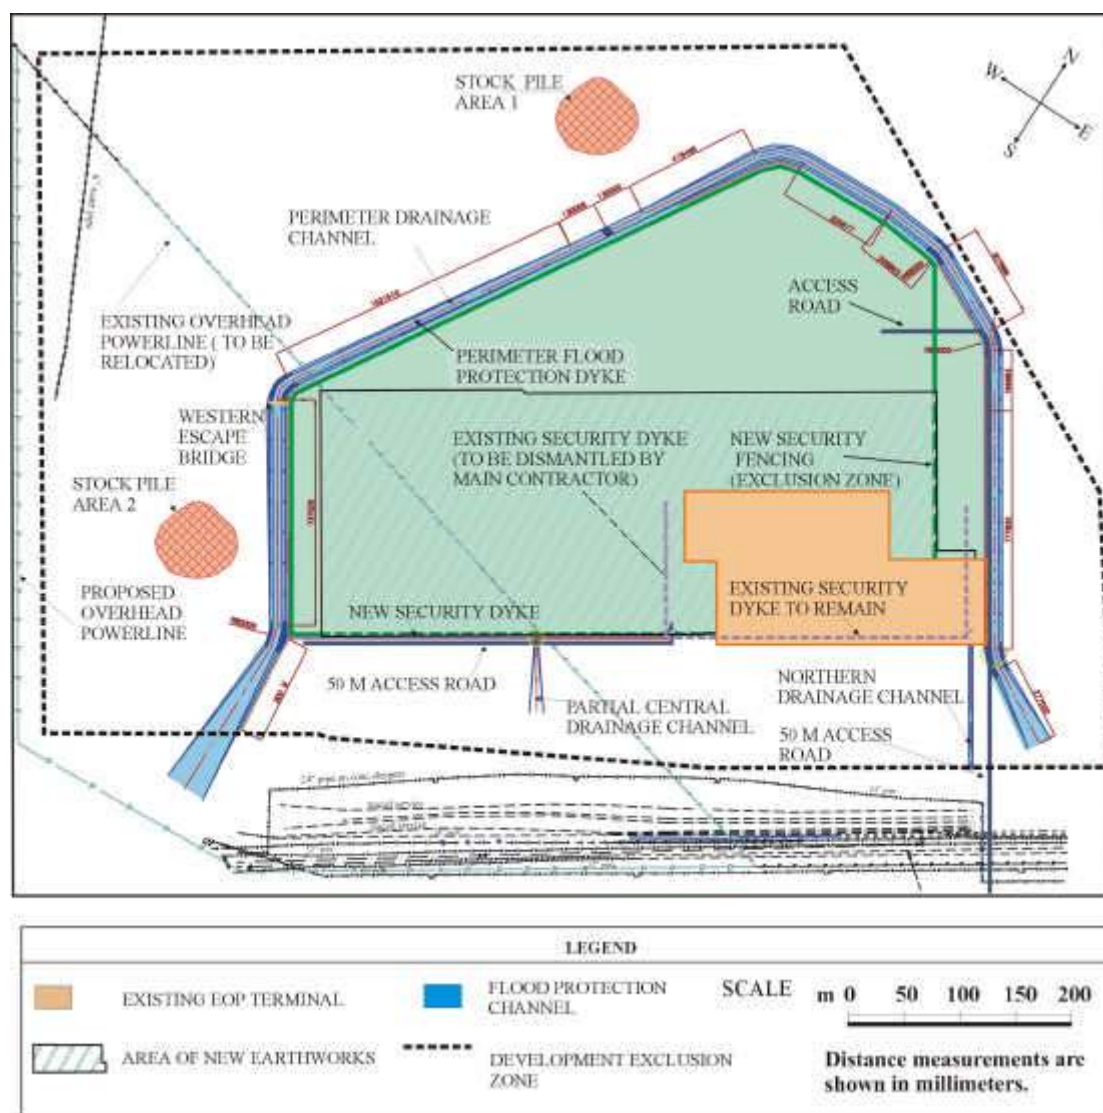 STOCK PILE
AREA 1
N
W
E
S
PERIMETER DRAINAGE
CHANNEL
ACCESS
ROAD
EXISTING OVERHEAD
POWERLINE ( TO BE
RELOCATED)
PERIMETER FLOOD
PROTECTION DYKE
WESTERN
ESCAPE
BRIDGE
EXISTING SECURITY DYKE
(TO BE DISMANTLED BY
MAIN CONTRACTOR)
NEW SECURITY
FENCING
(EXCLUSION ZONE)
STOCK PILE
AREA 2
PROPOSED
OVERHEAD
POWERLINE
NEW SECURITY DYKE
EXISTING SECURITY
DYKE TO REMAIN
50 M ACCESS ROAD
PARTIAL CENTRAL
DRAINAGE CHANNEL
NORTHERN
DRAINAGE CHANNEL
50 M ACCESS
ROAD
LEGEND
EXISTING EOP TERMINAL
FLOOD PROTECTION
CHANNEL
SCALE
m 0 50 100 150 200
AREA OF NEW EARTHWORKS
DEVELOPMENT EXCLUSION
ZONE
Distance measurements are
shown in millimeters.